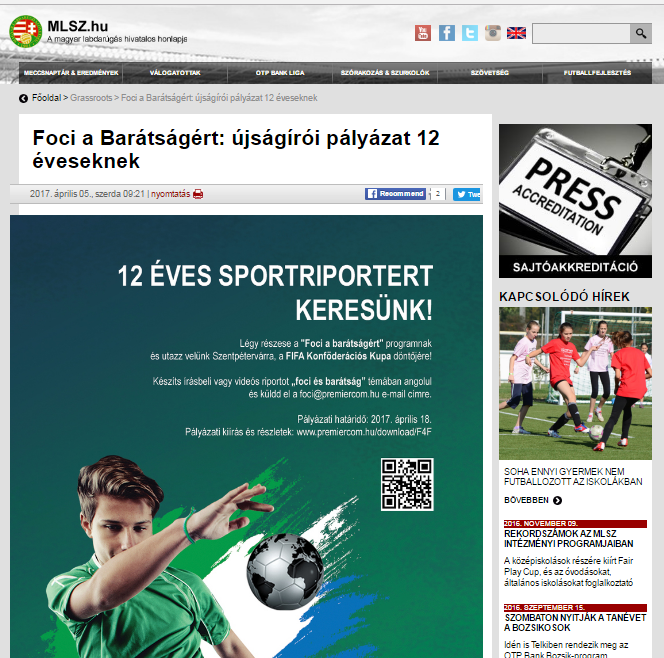 MLSZ.hu
A magyar labdarúgás hivatalos honlapja
You
Tube
MECCSNAPTÁR & EREDMÉNYEK
VÁLOGATOTTAK
OTP BANK LIGA
SZÓRAKOZÁS & SZURKOLÓK
SZÖVETSÉG
FUTBALLFEJLESZTÉS
Főoldal > Grassroots > Foci a Barátságért: újságírói pályázat 12 éveseknek
Foci a Barátságért: újságírói pályázat 12
éveseknek
2017. április 05., szerda 09:21 | nyomtatás
Recommend
2
Twe
12 ÉVES SPORTRIPORTERT
KERESÜNK!
Légy részese a "Foci a barátságért" programnak
és utazz velünk Szentpétervárra, a FIFA Konföderációs Kupa döntőjére!
Készíts írásbeli vagy videós riportot „foci és barátság" témában angolul
és küldd el a foci@premiercom.hu e-mail címre.
Pályázati határidő: 2017. április 18.
Pályázati kiírás és részletek: www.premiercom.hu/download/F4F
PRESS
ACCREDITATION
SAJTÓAKKREDITÁCIÓ
KAPCSOLÓDÓ HÍREK
SOHA ENNYI GYERMEK NEM
FUTBALLOZOTT AZ ISKOLÁKBAN
BŐVEBBEN
2016. NOVEMBER 09.
REKORDSZÁMOK AZ MLSZ
INTÉZMÉNYI PROGRAMJAIBAN
A középiskolások részére kiírt Fair
Play Cup, és az óvodásokat,
általános iskolásokat foglalkoztató
2016. SZEPTEMBER 15.
SZOMBATON NYITJÁK A TANÉVET
A BOZSIKOSOK
Idén is Telkiben rendezik meg az
OTP Bank Bozsik-program